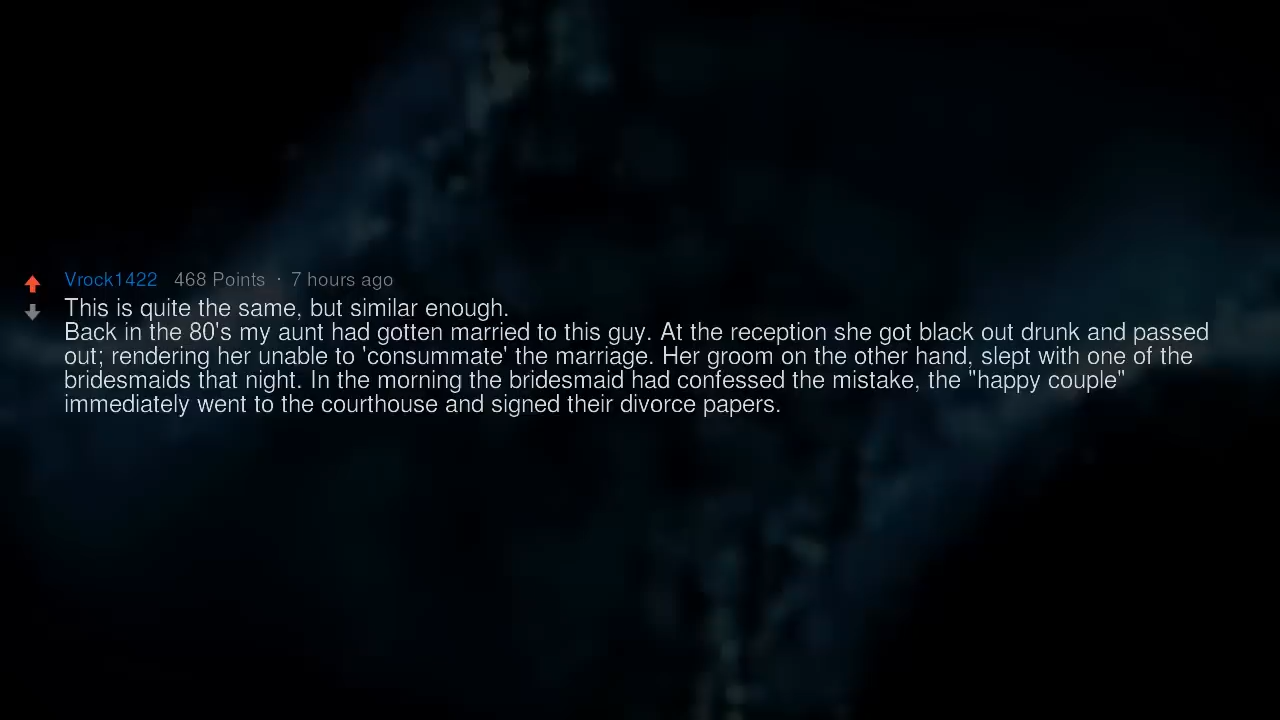 Vrock1422 468 Points · 7 hours ago
This is quite the same, but similar enough.
Back in the 80's my aunt had gotten married to this guy. At the reception she got black out drunk and passed
out; rendering her unable to 'consummate' the marriage. Her groom on the other hand, slept with one of the
bridesmaids that night. In the morning the bridesmaid had confessed the mistake, the "happy couple"
immediately went to the courthouse and signed their divorce papers.